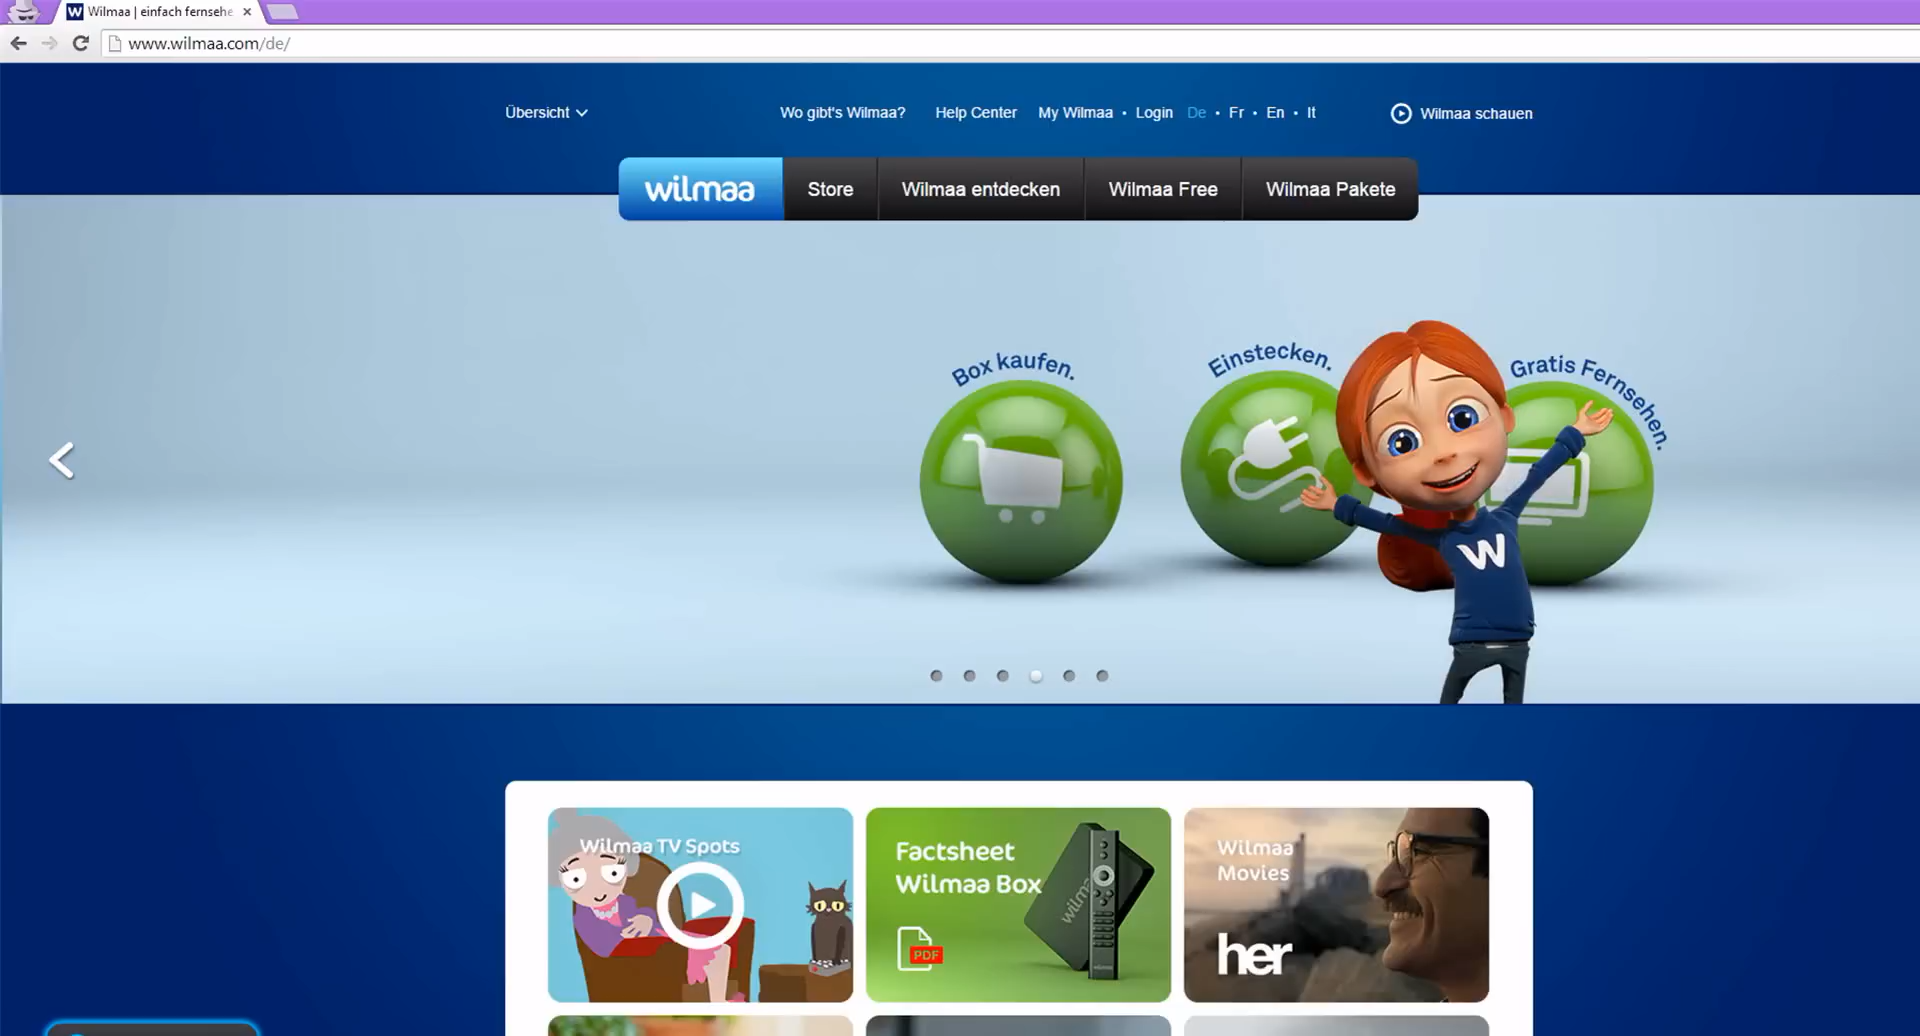 Wilmaa | einfach fernsehe
www.wilmaa.com/de/
Übersicht
Wo gibt's Wilmaa?
Help Center
My Wilmaa • Login
De • Fr • En • It
Wilmaa schauen
wilmaa
Store
Wilmaa entdecken
Wilmaa Free
Wilmaa Pakete
Box kaufen.
Einstecken.
Gratis Fernsehen.
W
Wilmaa TV Spots
Factsheet
Wilmaa Box
PDF
wilmaa
Wilmaa
Movies
her